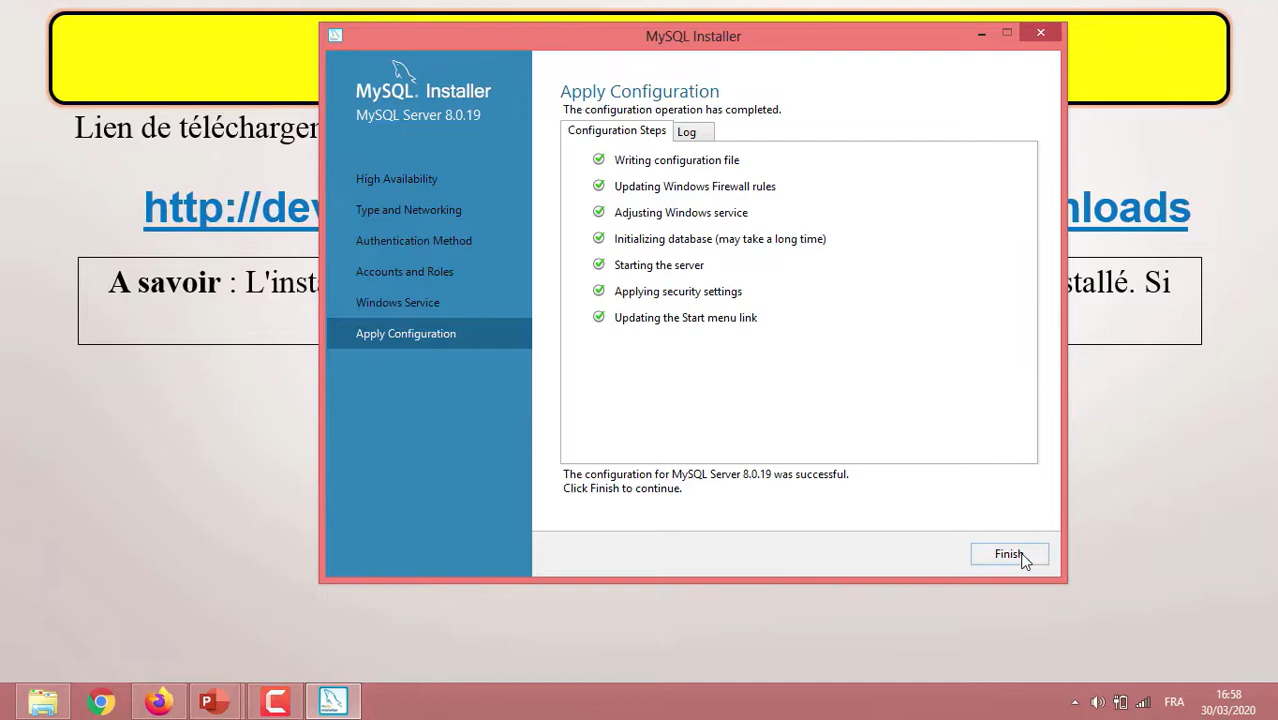 MySQL Installer
Lien de télécharger
http://dev
nloads
A savoir : L'insta
stallé. Si
MySQL. Installer
MySQL Server 8.0.19
High Availability
Type and Networking
Authentication Method
Accounts and Roles
Windows Service
Apply Configuration
Apply Configuration
The configuration operation has completed.
Configuration Steps
Log
Writing configuration file
Updating Windows Firewall rules
Adjusting Windows service
Initializing database (may take a long time)
Starting the server
Applying security settings
Updating the Start menu link
The configuration for MySQL Server 8.0.19 was successful.
Click Finish to continue.
Finish
FRA
16:58
30/03/2020